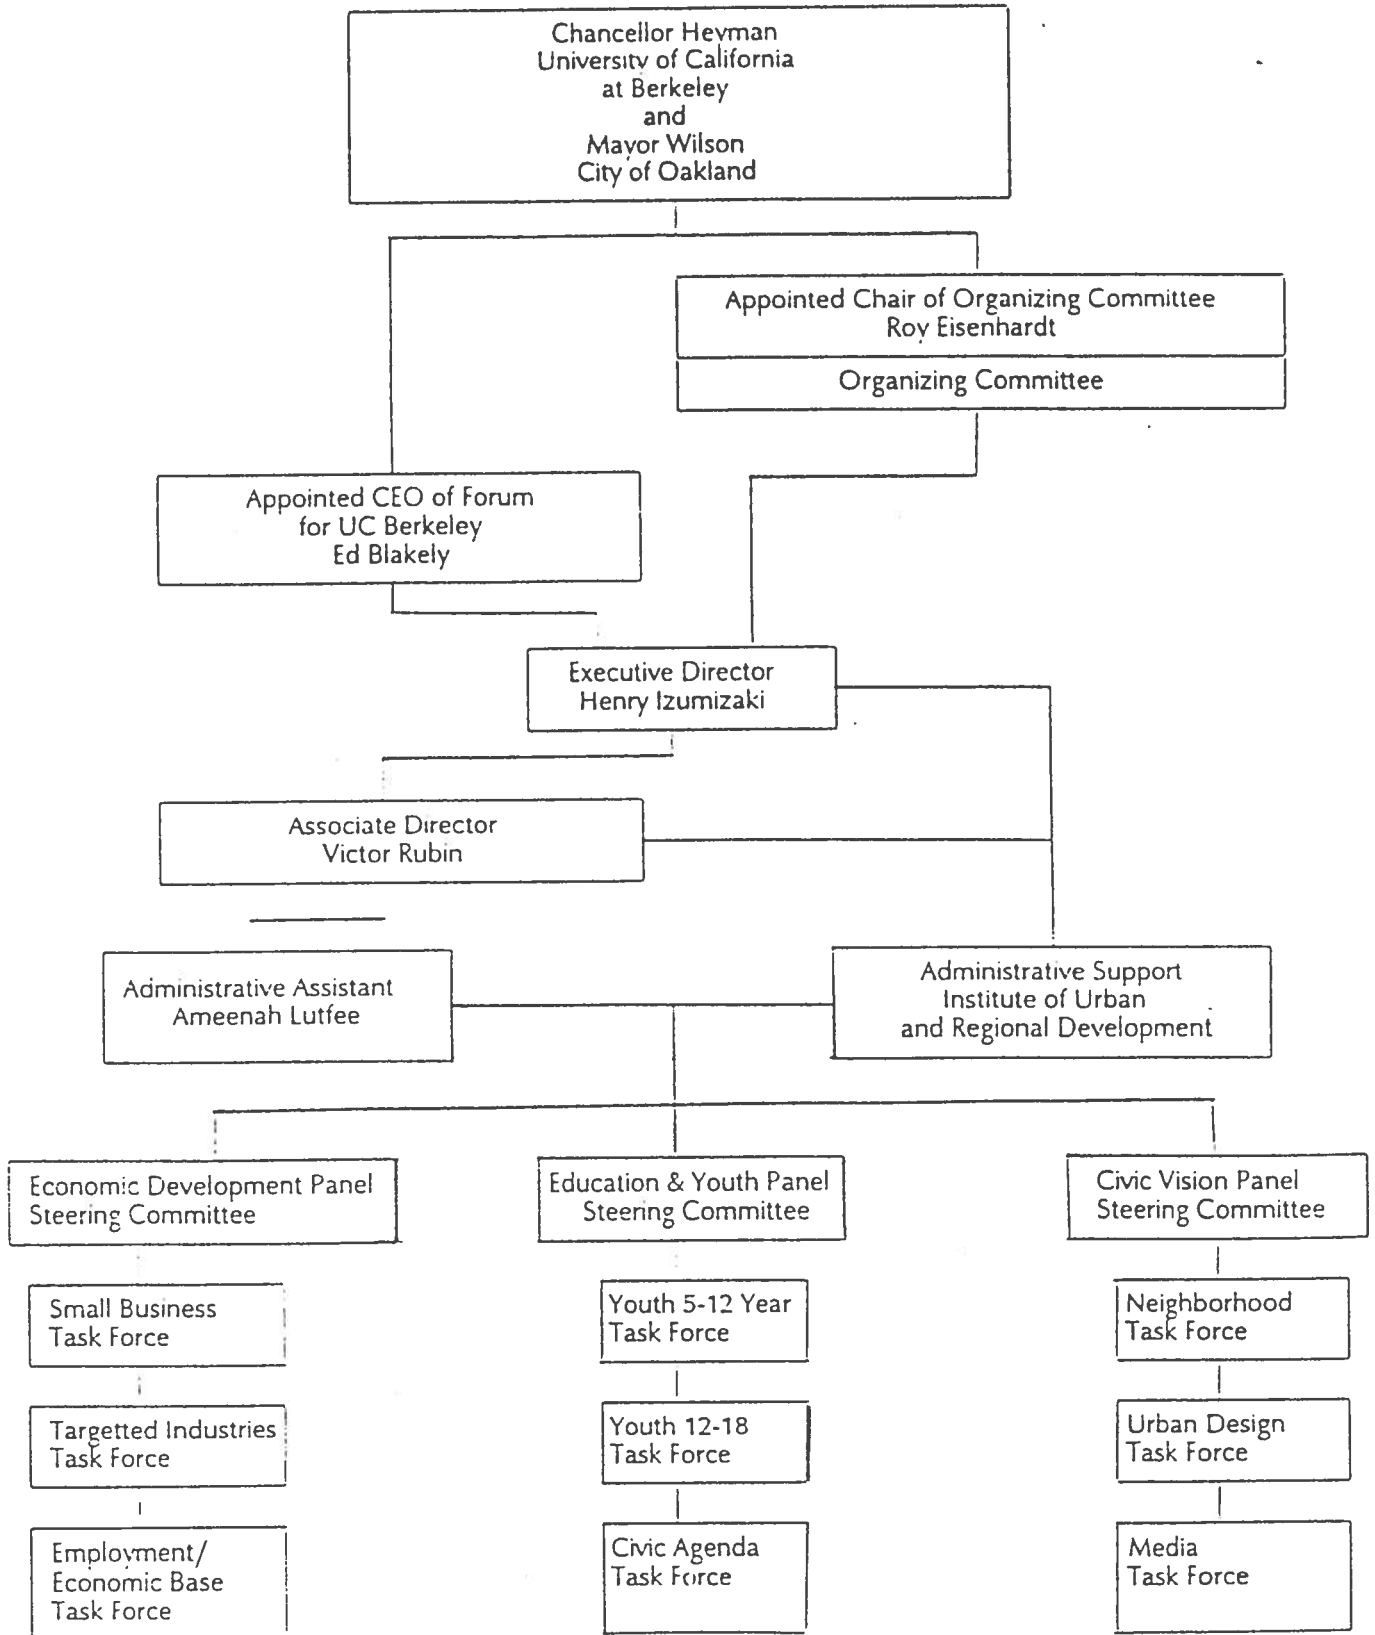 Chancellor Heyman
University of California
at Berkeley
and
Mayor Wilson
City of Oakland
Appointed Chair of Organizing Committee
Roy Eisenhardt
Organizing Committee
Appointed CEO of Forum
for UC Berkeley
Ed Blakely
Executive Director
Henry Izumizaki
Associate Director
Victor Rubin
Administrative Assistant
Ameenah Lutfee
Administrative Support
Institute of Urban
and Regional Development
Economic Development Panel
Steering Committee
Education & Youth Panel
Steering Committee
Civic Vision Panel
Steering Committee
Small Business
Task Force
Youth 5-12 Year
Task Force
Neighborhood
Task Force
Targetted Industries
Task Force
Youth 12-18
Task Force
Urban Design
Task Force
Employment/
Economic Base
Task Force
Civic Agenda
Task Force
Media
Task Force